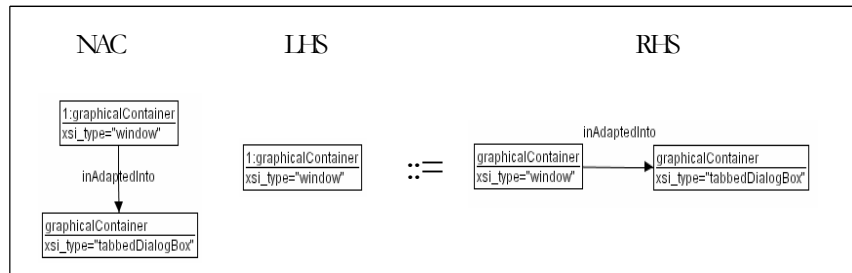 NAC
LHS
RHS
1:graphicalContainer
xsi_type="window"
inAdaptedInto
graphicalContainer
xsi_type="tabbedDialogBox"
1:graphicalContainer
xsi_type="window"
::=
graphicalContainer
xsi_type="window"
inAdaptedInto
graphicalContainer
xsi_type="tabbedDialogBox"